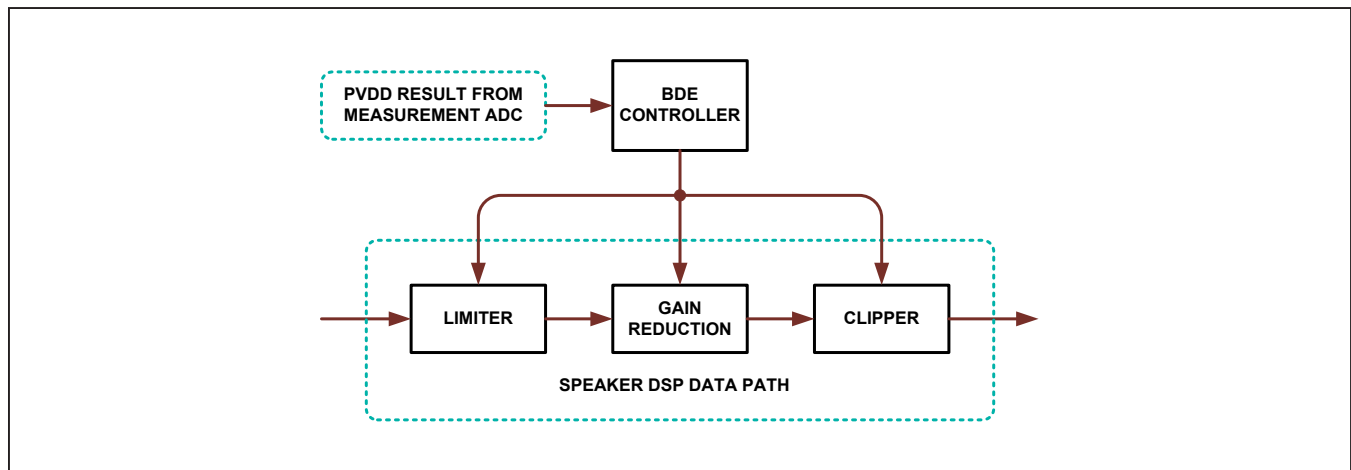 PVDD RESULT FROM
MEASUREMENT ADC
BDE
CONTROLLER
LIMITER
GAIN
REDUCTION
CLIPPER
SPEAKER DSP DATA PATH